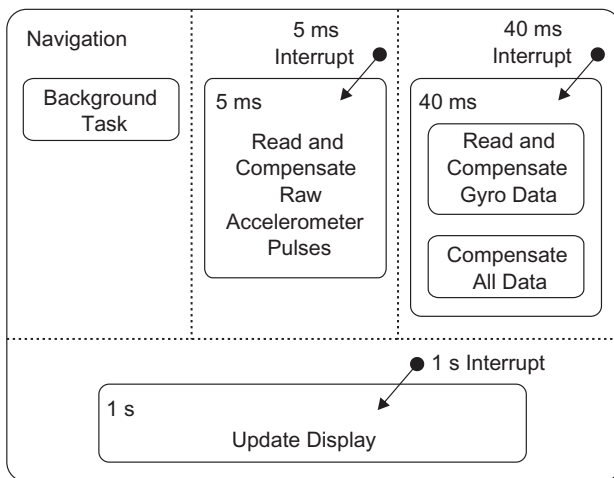 Navigation
Background
Task
5 ms
Interrupt
5 ms
Read and
Compensate
Raw
Accelerometer
Pulses
40 ms
Interrupt
40 ms
Read and
Compensate
Gyro Data
Compensate
All Data
1 s Interrupt
1 s
Update Display